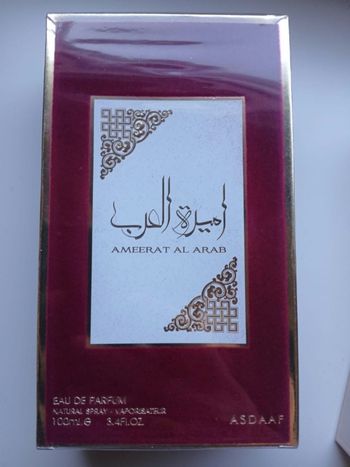 اميرة العرب
AMEERAT AL ARAB
EAU DE PARFUM
NATURAL SPRAY - VAPORISATEUR
100ml.℮ 3.4Fl.OZ.
ASDAAF